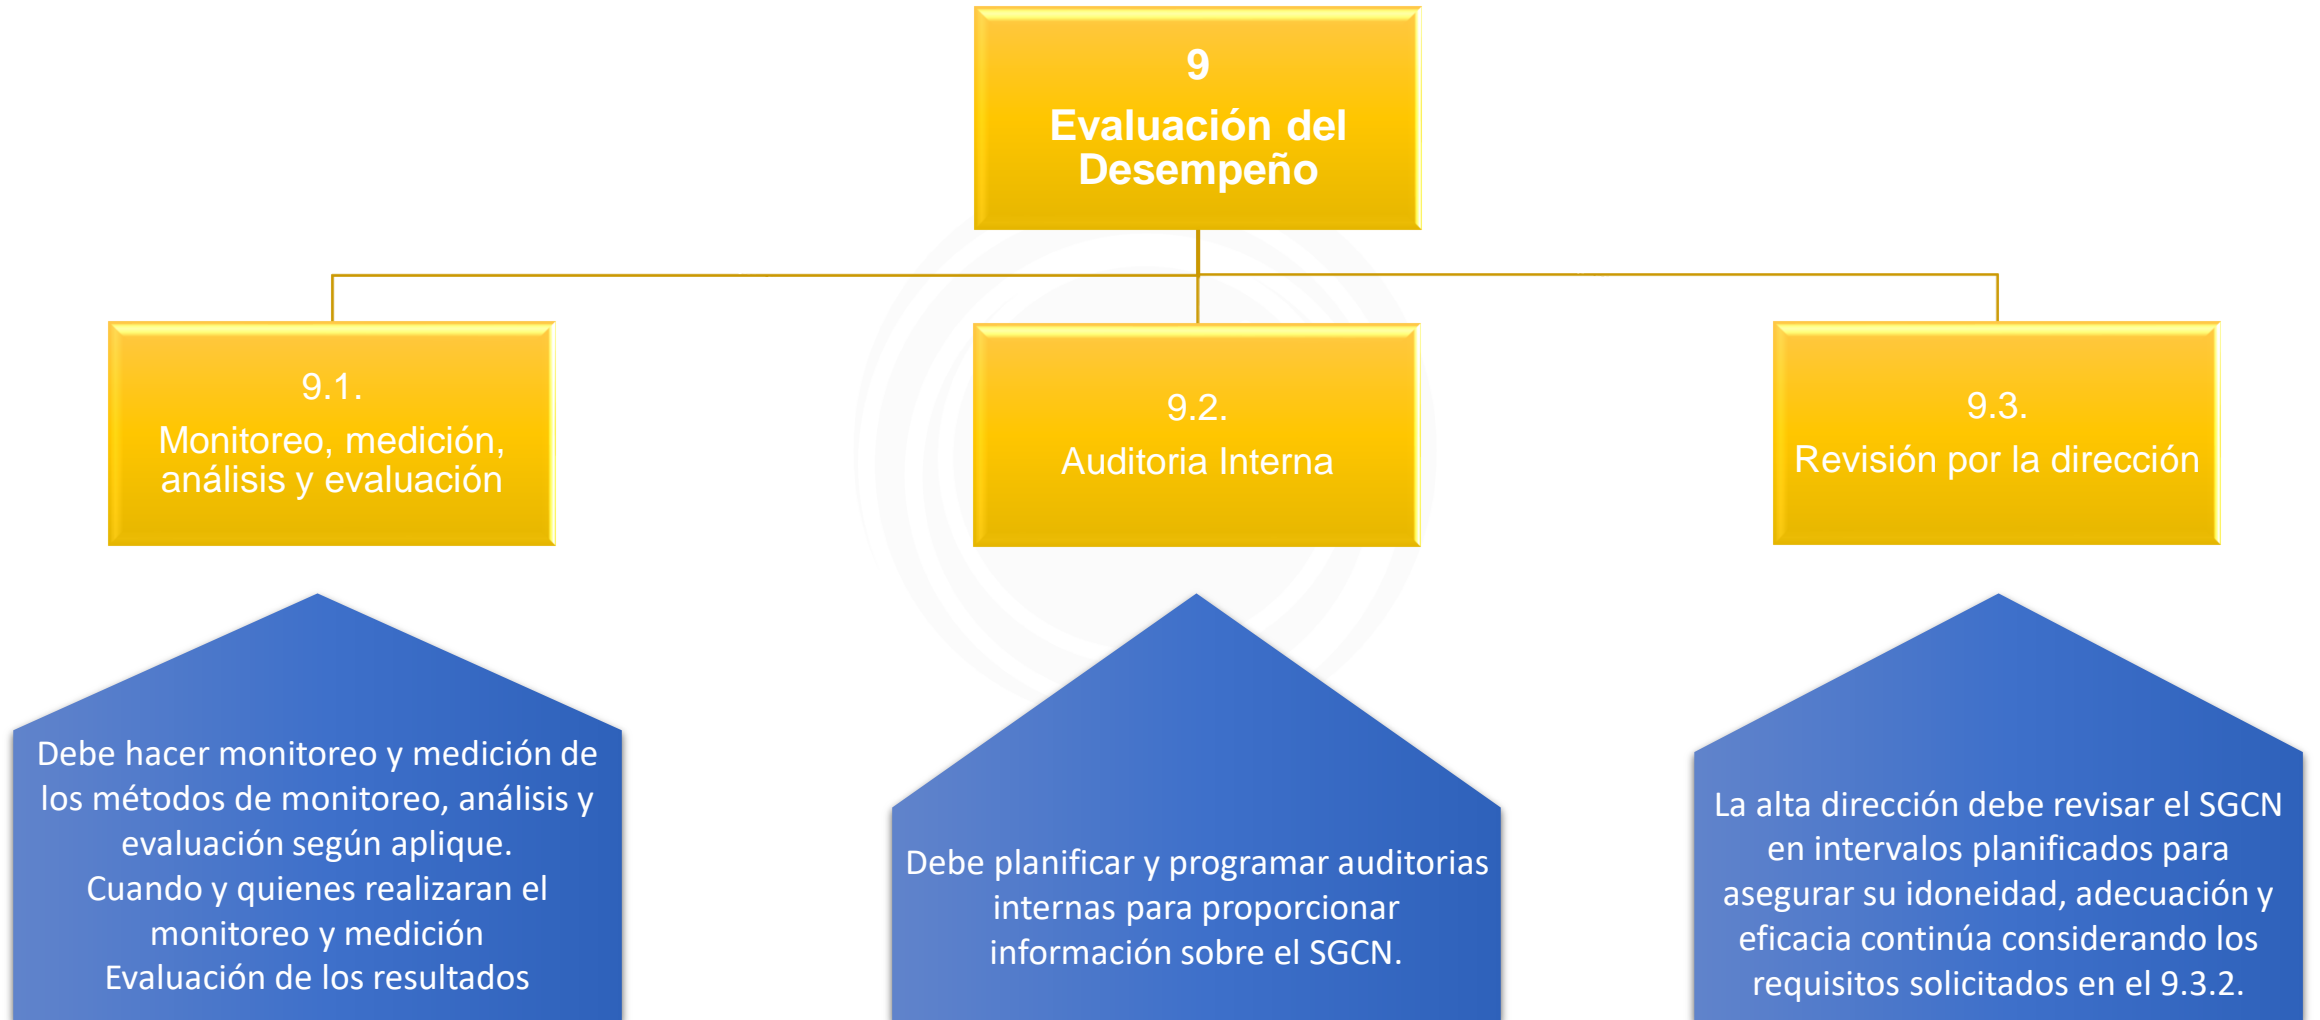 9
Evaluación del
Desempeño
9.1.
Monitoreo, medición,
análisis y evaluación
9.2.
Auditoria Interna
9.3.
Revisión por la dirección
Debe hacer monitoreo y medición de
los métodos de monitoreo, análisis y
evaluación según aplique.
Cuando y quienes realizaran el
monitoreo y medición
Evaluación de los resultados
Debe planificar y programar auditorias
internas para proporcionar
información sobre el SGCN.
La alta dirección debe revisar el SGCN
en intervalos planificados para
asegurar su idoneidad, adecuación y
eficacia continúa considerando los
requisitos solicitados en el 9.3.2.